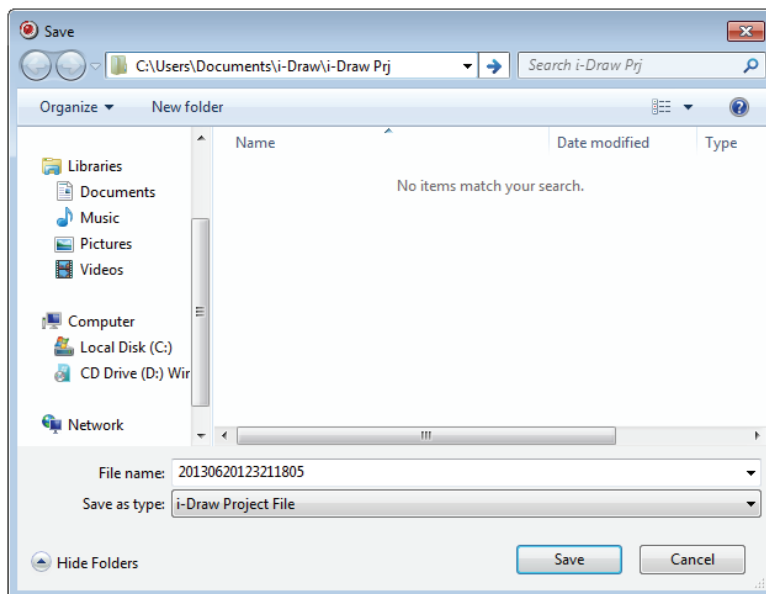 Save
C:\Users\Documents\i-Draw\i-Draw Prj
Search i-Draw Prj
Organize
New folder
Name
Date modified
Type
No items match your search.
Libraries
Documents
Music
Pictures
Videos
Computer
Local Disk (C:)
CD Drive (D:) Wir
Network
File name: 20130620123211805
Save as type: i-Draw Project File
Hide Folders
Save
Cancel